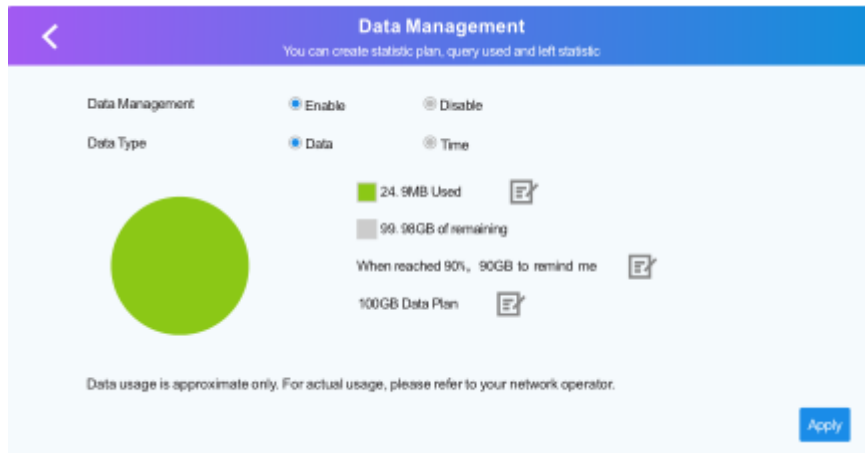 Data Management
You can create statistic plan, query used and left statistic
Data Management Enable Disable
Data Type Data Time
24.9MB Used
99.98GB of remaining
When reached 90%, 90GB to remind me
100GB Data Plan
Data usage is approximate only. For actual usage, please refer to your network operator.
Apply